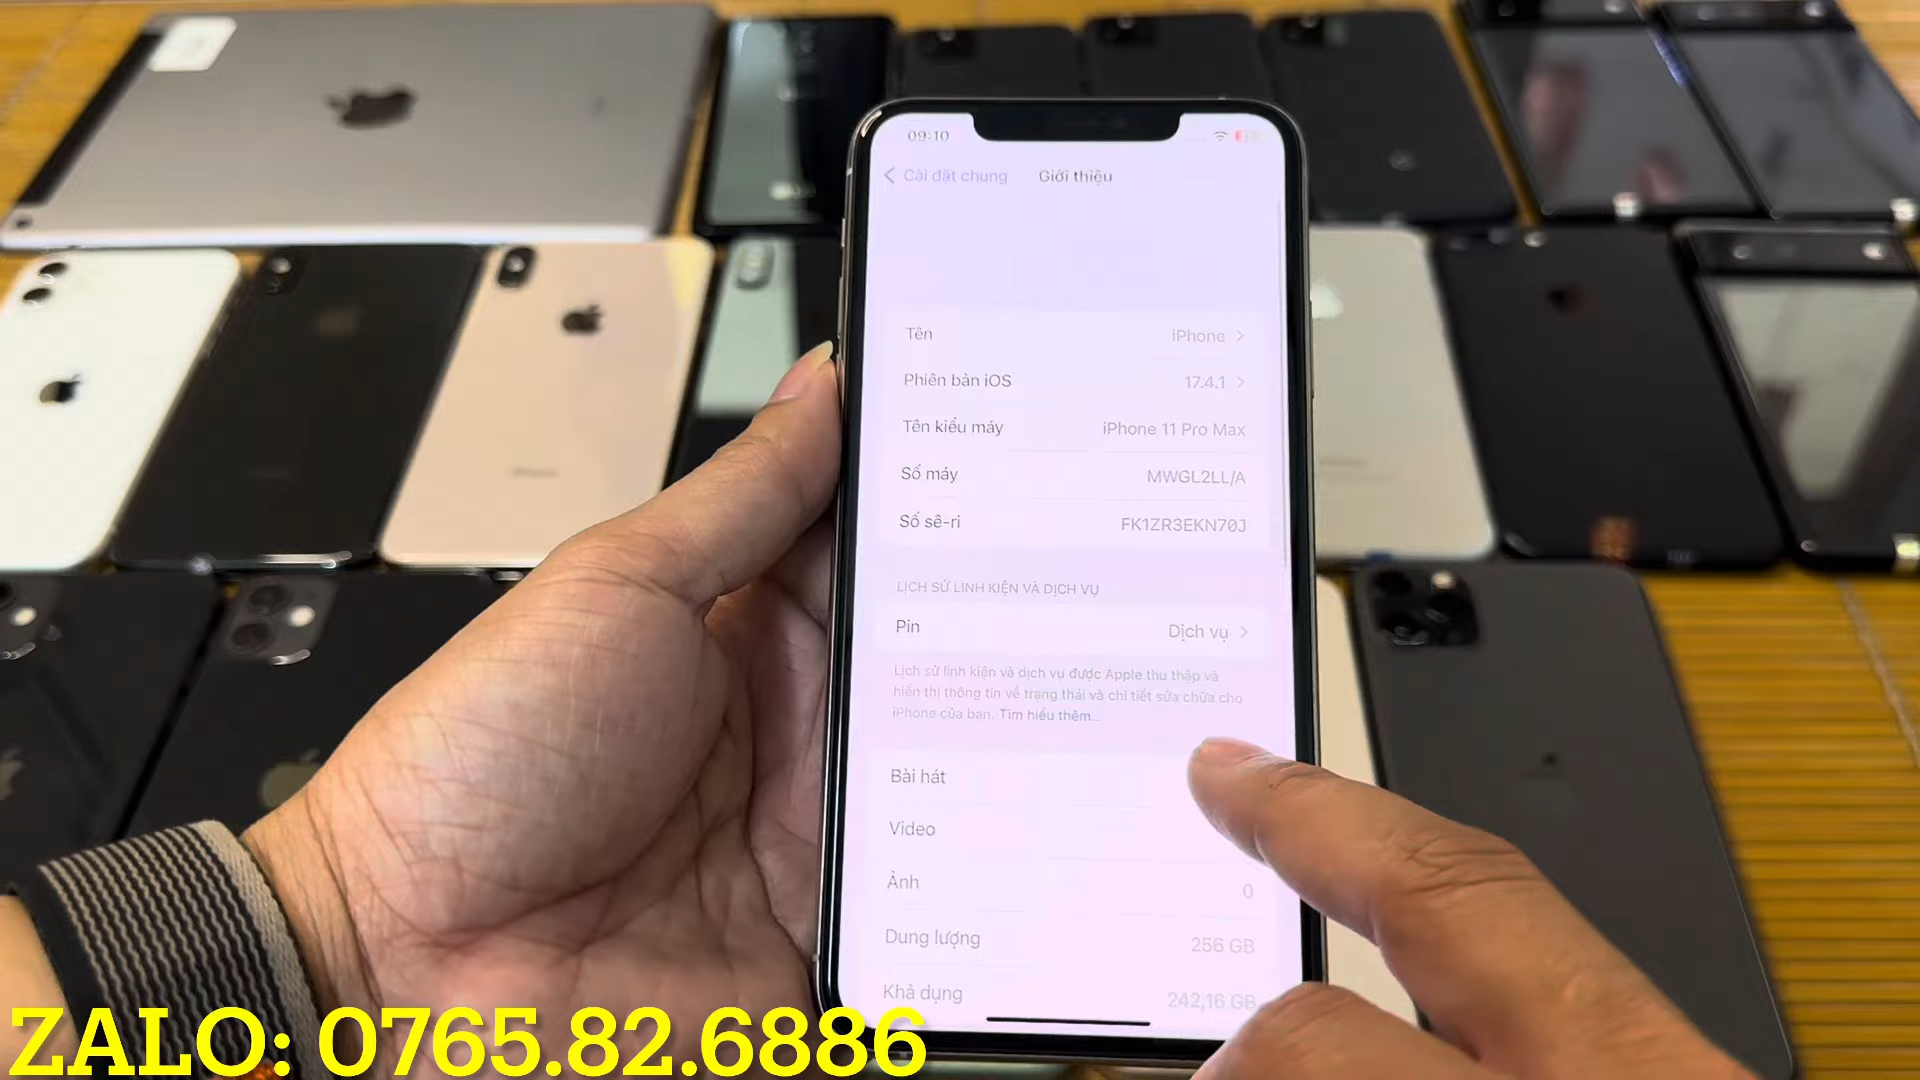 09:10
Cài đặt chung
Giới thiệu
Tên
iPhone
Phiên bản iOS
17.4.1
Tên kiểu máy
iPhone 11 Pro Max
Số máy
MWGL2LL/A
Số sê-ri
FK1ZR3EKN70J
LỊCH SỬ LINH KIỆN VÀ DỊCH VỤ
Pin
Dịch vụ
Lịch sử linh kiện và dịch vụ được Apple thu thập và
hiển thị thông tin về trạng thái và chi tiết sửa chữa cho
iPhone của bạn. Tìm hiểu thêm...
Bài hát
Video
Ảnh
0
Dung lượng
256 GB
Khả dụng
242,16 GB
ZALO: 0765.82.6886